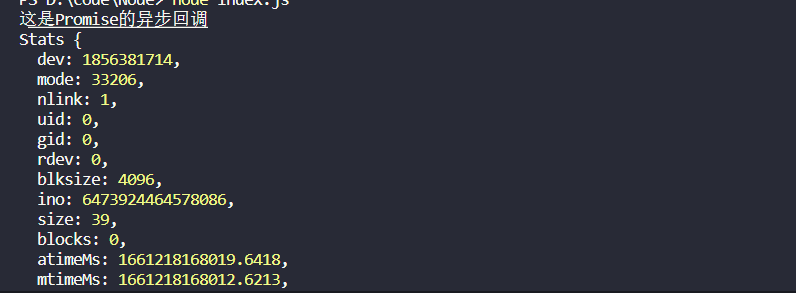 PS D:\Code\Node> node index.js
这是Promise的异步回调
Stats {
  dev: 1856381714,
  mode: 33206,
  nlink: 1,
  uid: 0,
  gid: 0,
  rdev: 0,
  blksize: 4096,
  ino: 6473924464578086,
  size: 39,
  blocks: 0,
  atimeMs: 1661218168019.6418,
  mtimeMs: 1661218168012.6213,